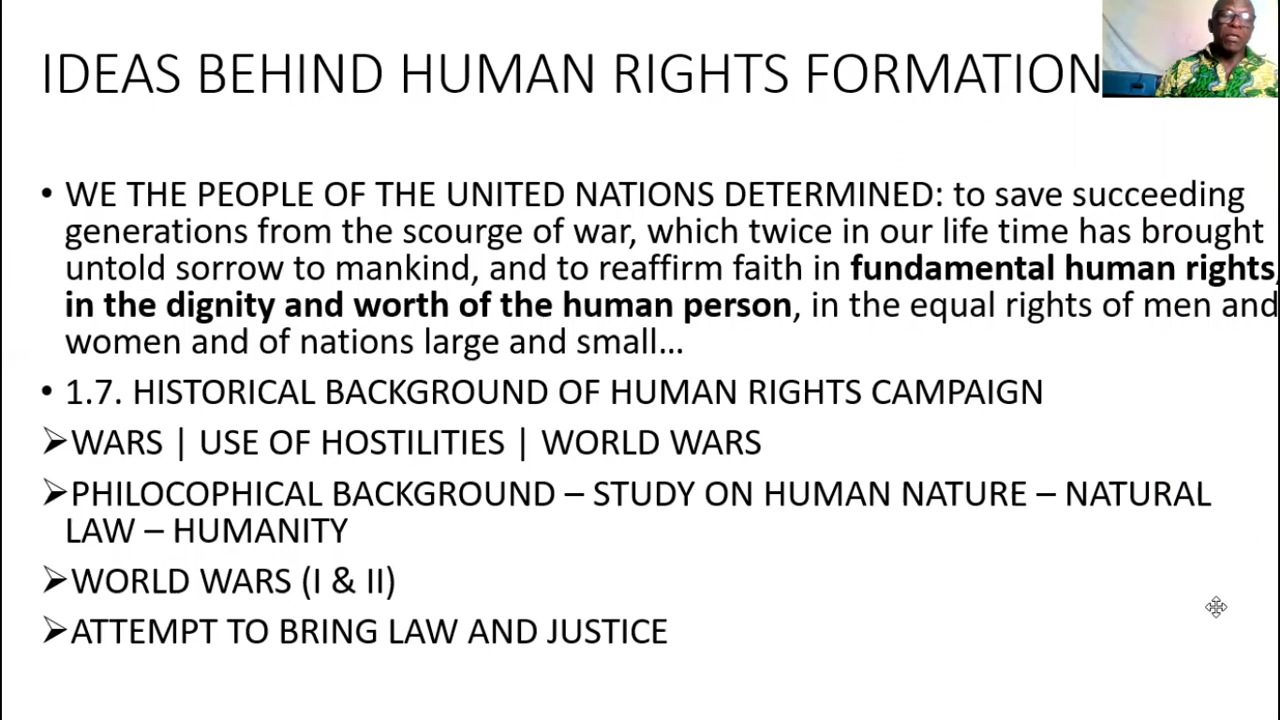 IDEAS BEHIND HUMAN RIGHTS FORMATION
• WE THE PEOPLE OF THE UNITED NATIONS DETERMINED: to save succeeding
generations from the scourge of war, which twice in our life time has brought
untold sorrow to mankind, and to reaffirm faith in fundamental human rights,
in the dignity and worth of the human person, in the equal rights of men and
women and of nations large and small...
• 1.7. HISTORICAL BACKGROUND OF HUMAN RIGHTS CAMPAIGN
➢WARS | USE OF HOSTILITIES | WORLD WARS
➢PHILOCOPHICAL BACKGROUND – STUDY ON HUMAN NATURE – NATURAL
LAW – HUMANITY
➢WORLD WARS (I & II)
➢ATTEMPT TO BRING LAW AND JUSTICE